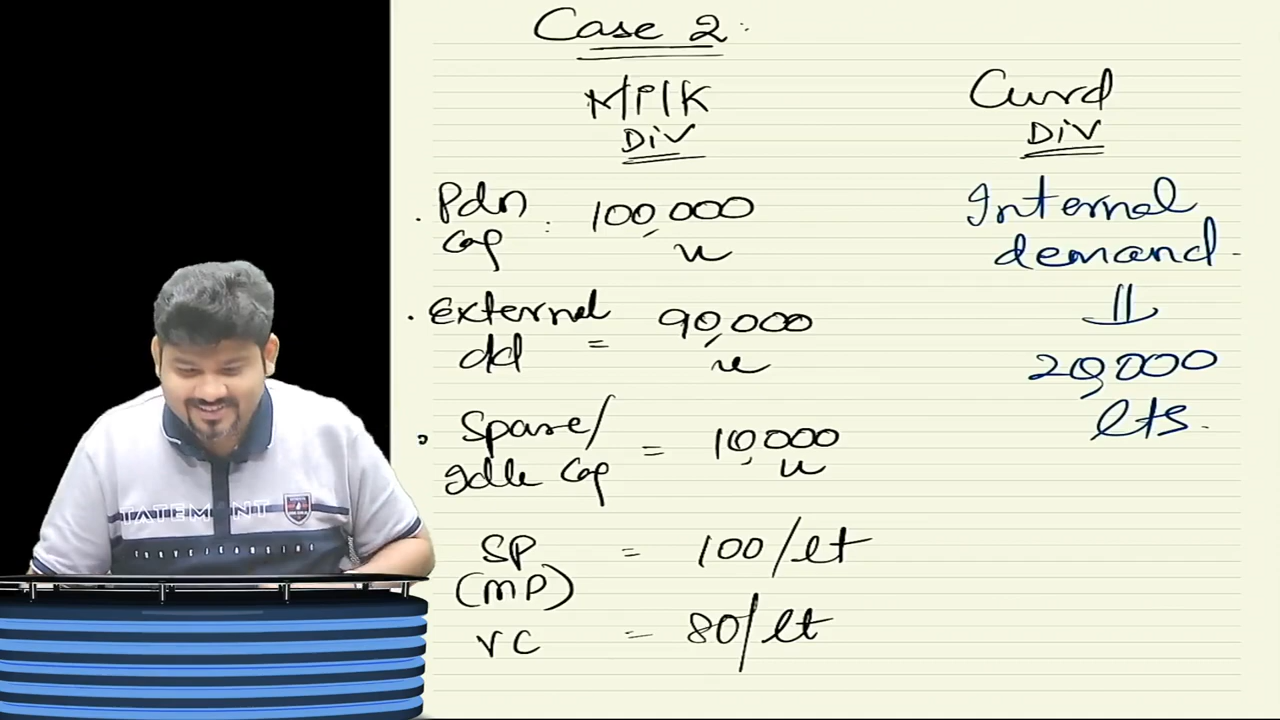 Case 2:
Milk
Div
Curd
Div
. Pdn
Cap : 100,000
u
. External
dd = 90,000
u
. Spare/
Idle Cap = 10,000
u
SP = 100/lt
(MP)
VC = 80/lt
Internal
demand.
20,000
lts.
TATEMENT